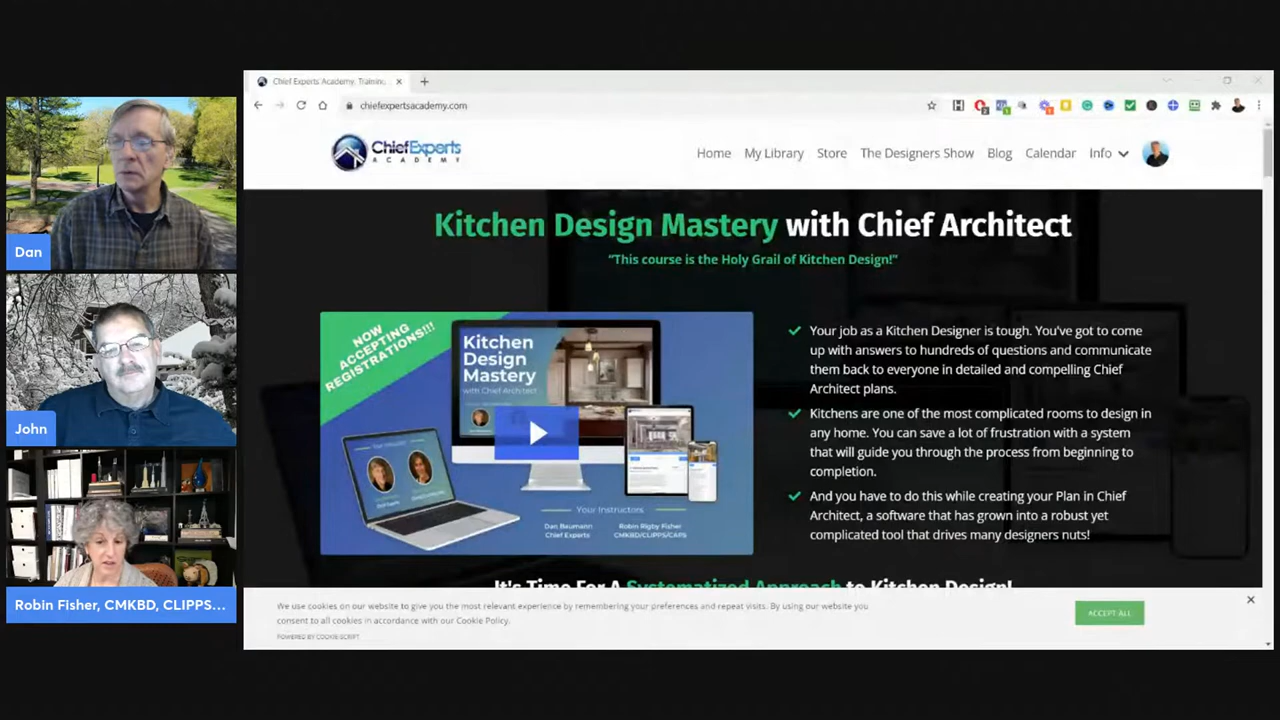 Dan
John
Robin Fisher, CMKBD, CLIPPS...
Chief Experts Academy, Training,
chiefexpertsacademy.com
ChiefExperts
ACADEMY
Home
My Library
Store
The Designers Show
Blog
Calendar
Info
Kitchen Design Mastery with Chief Architect
“This course is the Holy Grail of Kitchen Design!”
NOW
ACCEPTING
REGISTRATIONS!!!
Kitchen
Design
Mastery
with Chief Architect
Your Instructors
Dan Baumann
Chief Experts
Robin Rigby Fisher
CMKBD/CLIPPS/CAPS
Your job as a Kitchen Designer is tough. You've got to come
up with answers to hundreds of questions and communicate
them back to everyone in detailed and compelling Chief
Architect plans.
Kitchens are one of the most complicated rooms to design in
any home. You can save a lot of frustration with a system
that will guide you through the process from beginning to
completion.
And you have to do this while creating your Plan in Chief
Architect, a software that has grown into a robust yet
complicated tool that drives many designers nuts!
It's Time For A Systematized Approach to Kitchen Design!
We use cookies on our website to give you the most relevant experience by remembering your preferences and repeat visits. By using our website you
consent to all cookies in accordance with our Cookie Policy.
POWERED BY COOKIE-SCRIPT
ACCEPT ALL